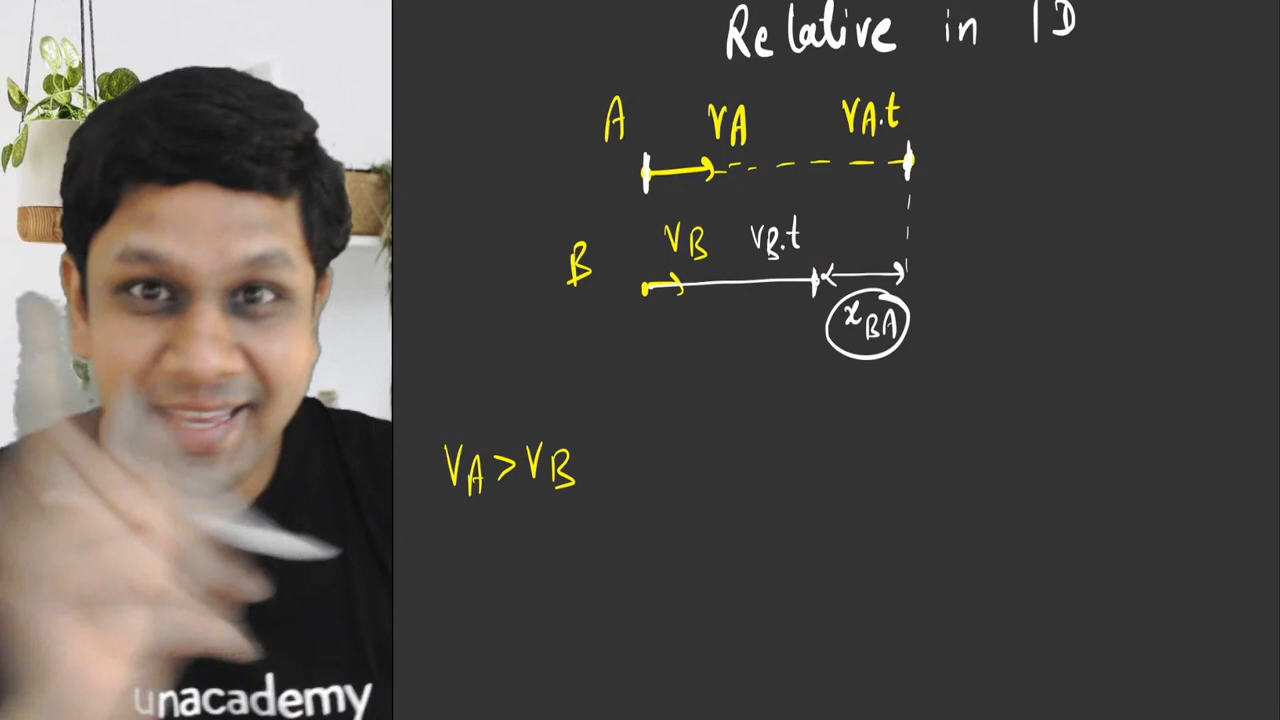 Relative in 1D
A vA vA.t
B vB vB.t
xBA
vA > vB
unacademy